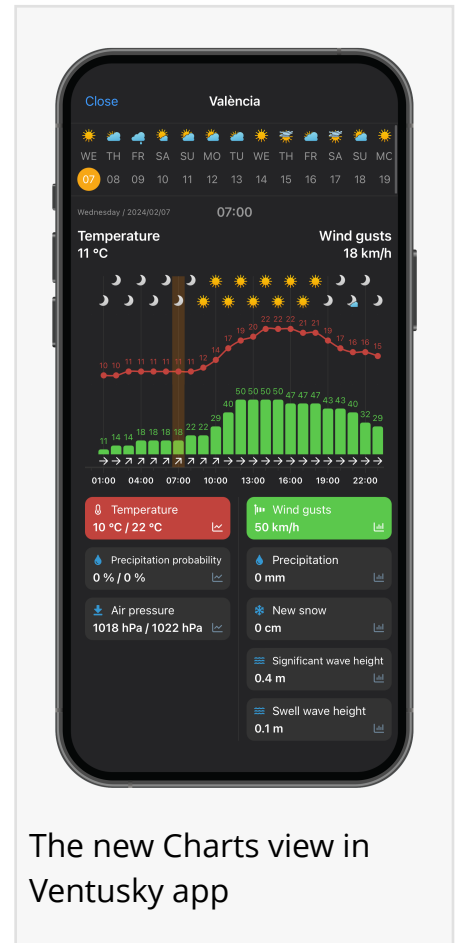 Close València
WE TH FR SA SU MO TU WE TH FR SA SU MO
07 08 09 10 11 12 13 14 15 16 17 18 19
Wednesday / 2024/02/07 07:00
Temperature Wind gusts
11 °C 18 km/h
10 10 11 11 11 11 11 11 12 14 17 19 20 22 22 22 21 21 19 17 16 16 15
11 14 14 18 18 18 18 22 22 29 40 50 50 50 50 47 47 47 43 43 40 32 29
01:00 04:00 07:00 10:00 13:00 16:00 19:00 22:00
Temperature Wind gusts
10 °C / 22 °C 50 km/h
Precipitation probability Precipitation
0 % / 0 % 0 mm
Air pressure New snow
1018 hPa / 1022 hPa 0 cm
Significant wave height
0.4 m
Swell wave height
0.1 m
The new Charts view in
Ventusky app